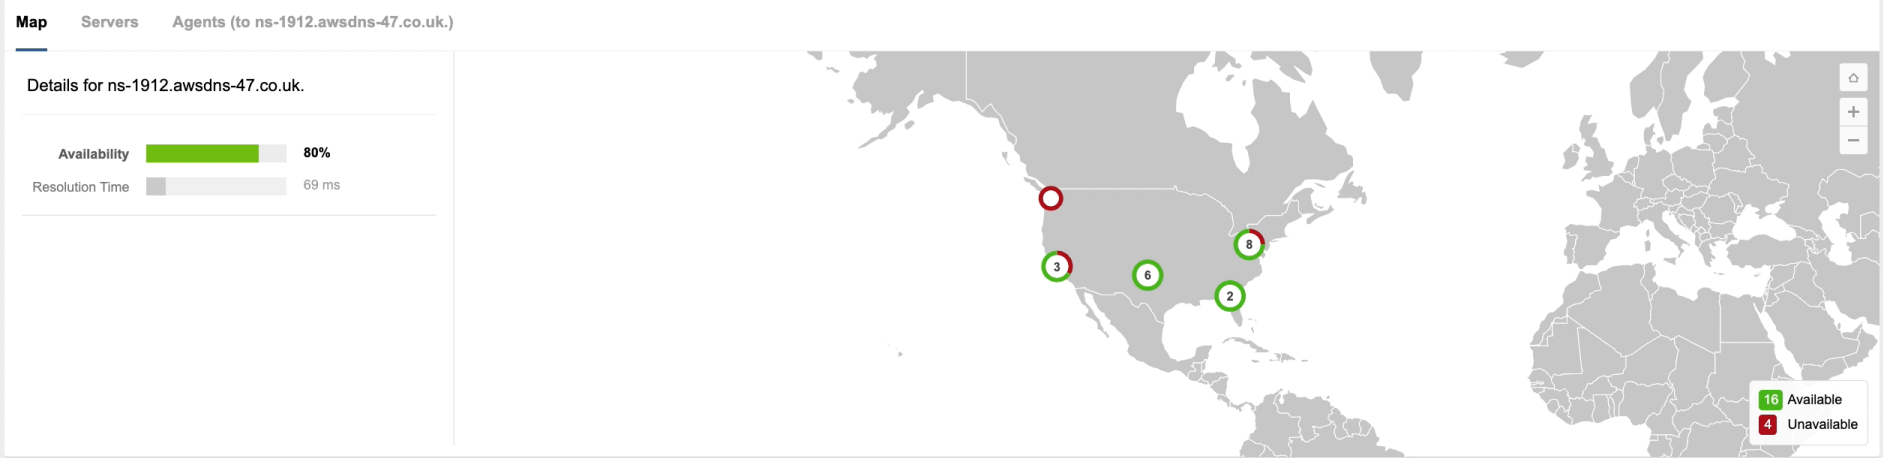 Map Servers Agents (to ns-1912.awsdns-47.co.uk.)
Details for ns-1912.awsdns-47.co.uk.
Availability 80%
Resolution Time 69 ms
8
3
6
2
16 Available
4 Unavailable